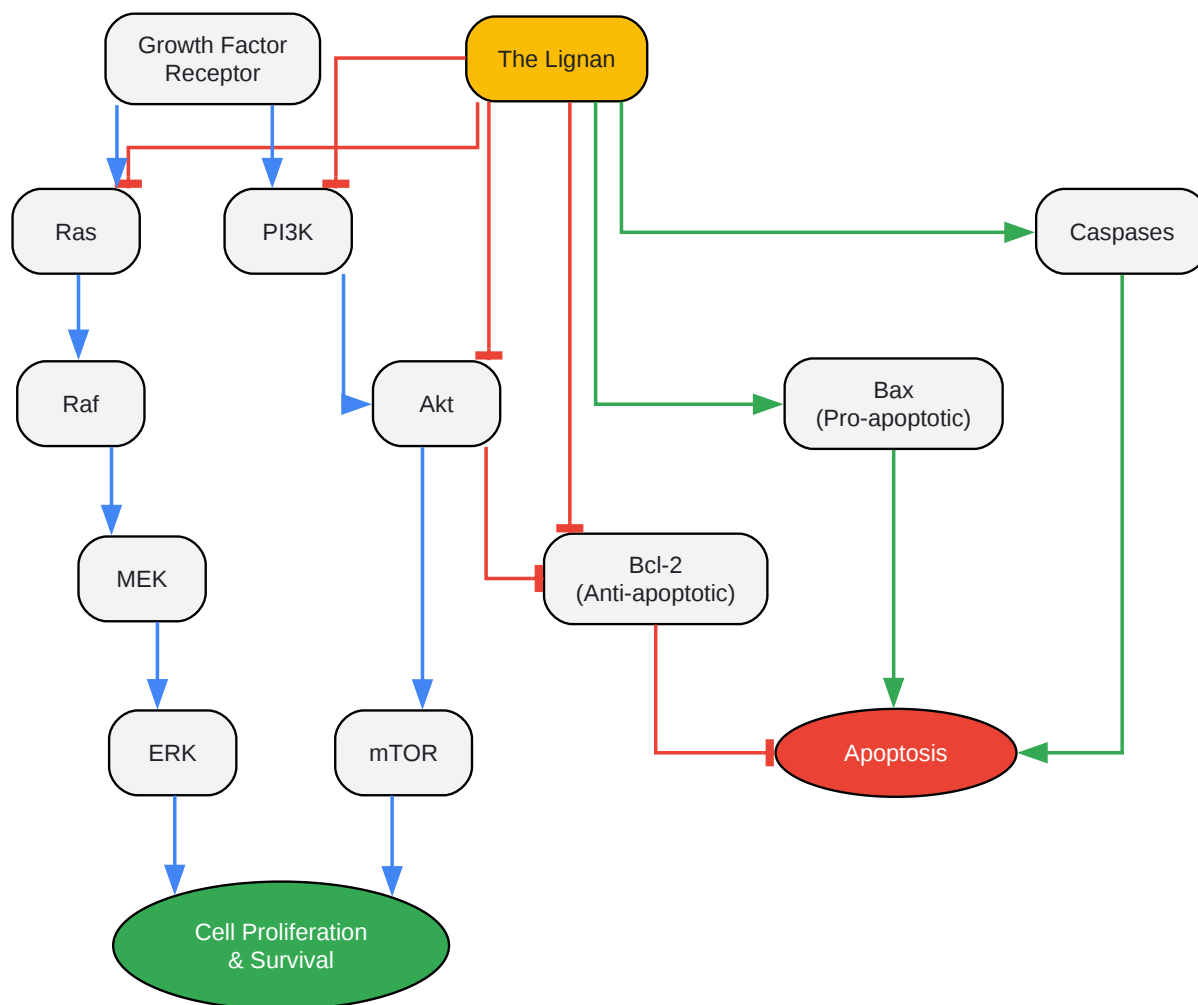 Growth Factor
Receptor
The Lignan
Ras
PI3K
Caspases
Raf
Akt
Bax
(Pro-apoptotic)
MEK
Bcl-2
(Anti-apoptotic)
ERK
mTOR
Apoptosis
Cell Proliferation
& Survival